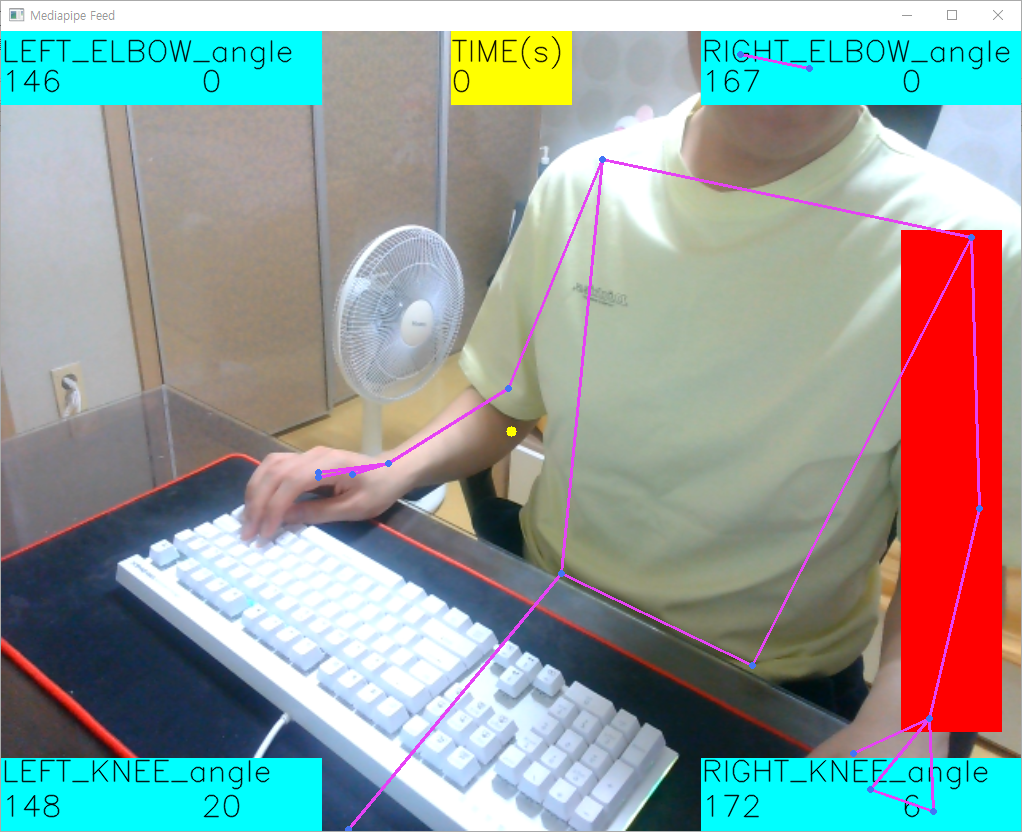 Mediapipe Feed
LEFT_ELBOW_angle
146 0
TIME(s)
0
RIGHT_ELBOW_angle
167 0
LEFT_KNEE_angle
148 20
RIGHT_KNEE_angle
172 6